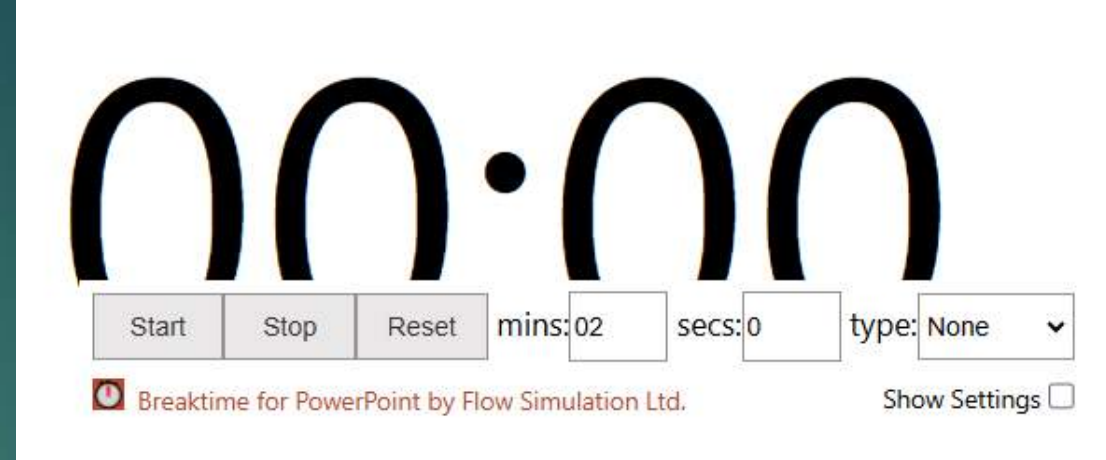 00:00
Start Stop Reset mins: 02 secs: 0 type: None
Breaktime for PowerPoint by Flow Simulation Ltd. Show Settings